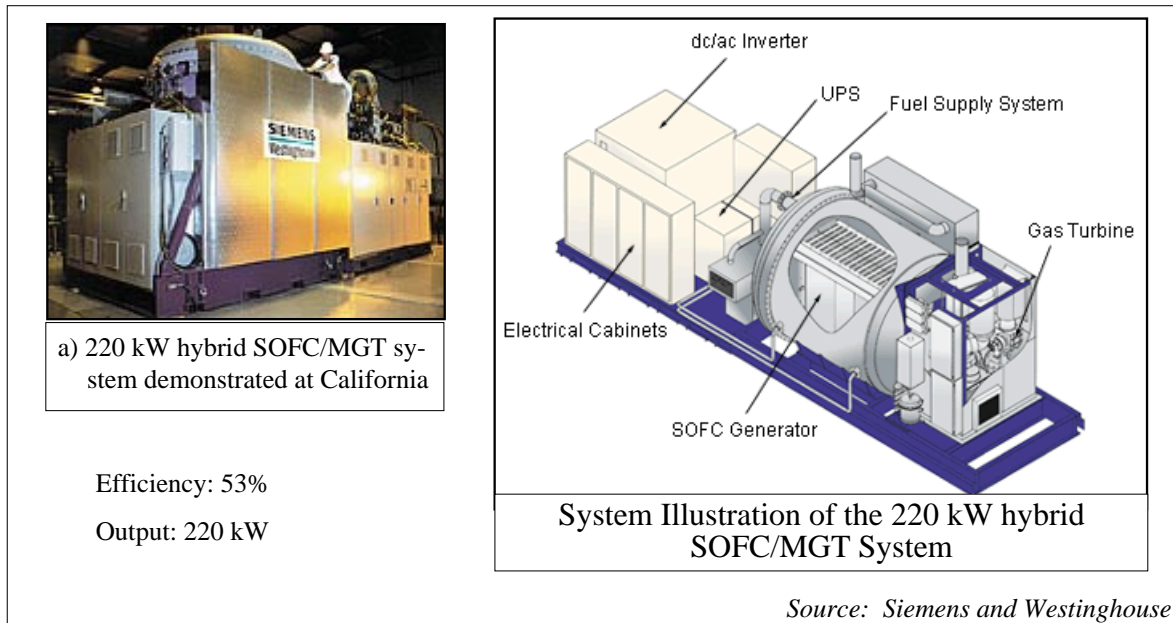 SIEMENS
Westinghouse
a) 220 kW hybrid SOFC/MGT sy-
stem demonstrated at California
Efficiency: 53%
Output: 220 kW
dc/ac Inverter
UPS
Fuel Supply System
Gas Turbine
Electrical Cabinets
SOFC Generator
System Illustration of the 220 kW hybrid
SOFC/MGT System
Source: Siemens and Westinghouse